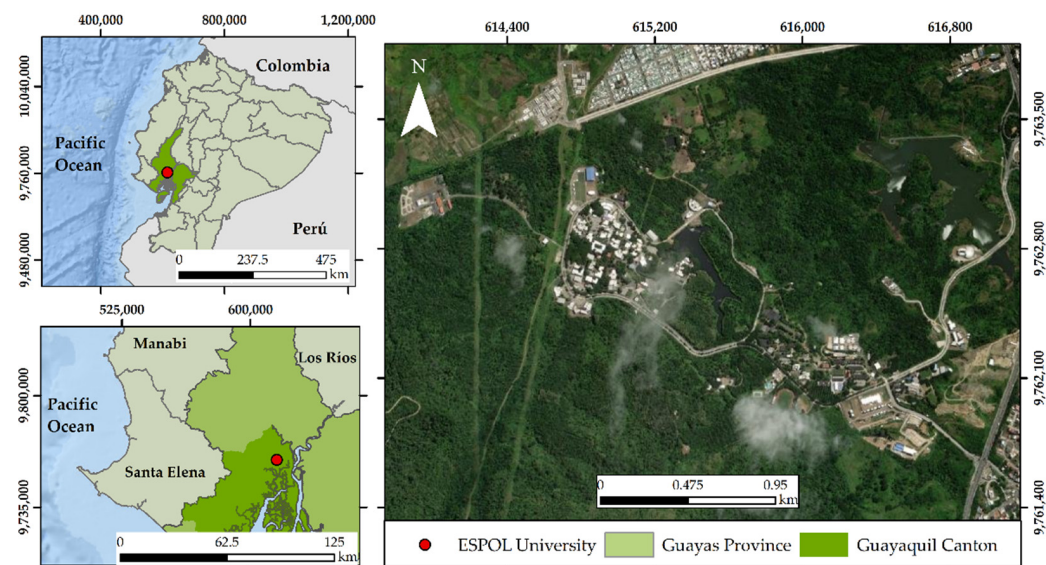 400,000 800,000 1,200,000
10,040,000
9,760,000
9,480,000
Colombia
Pacific
Ocean
Perú
0 237.5 475
km
525,000 600,000
9,800,000
9,735,000
Manabi
Los Ríos
Pacific
Ocean
Santa Elena
0 62.5 125
km
614,400 615,200 616,000 616,800
N
9,763,500
9,762,800
9,762,100
9,761,400
0 0.475 0.95
km
ESPOL University Guayas Province Guayaquil Canton